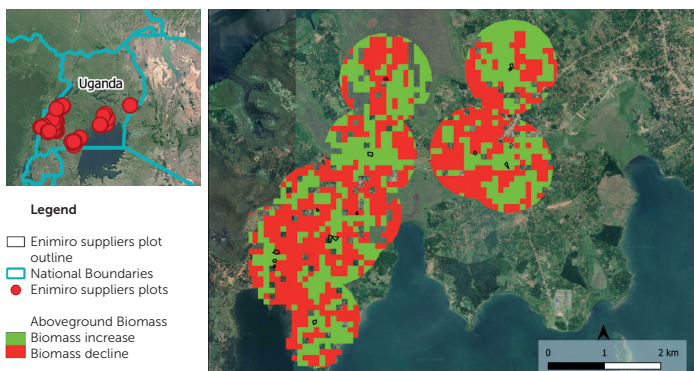 Uganda
Legend
Enimiro suppliers plot
outline
National Boundaries
Enimiro suppliers plots
Aboveground Biomass
Biomass increase
Biomass decline
0 1 2 km